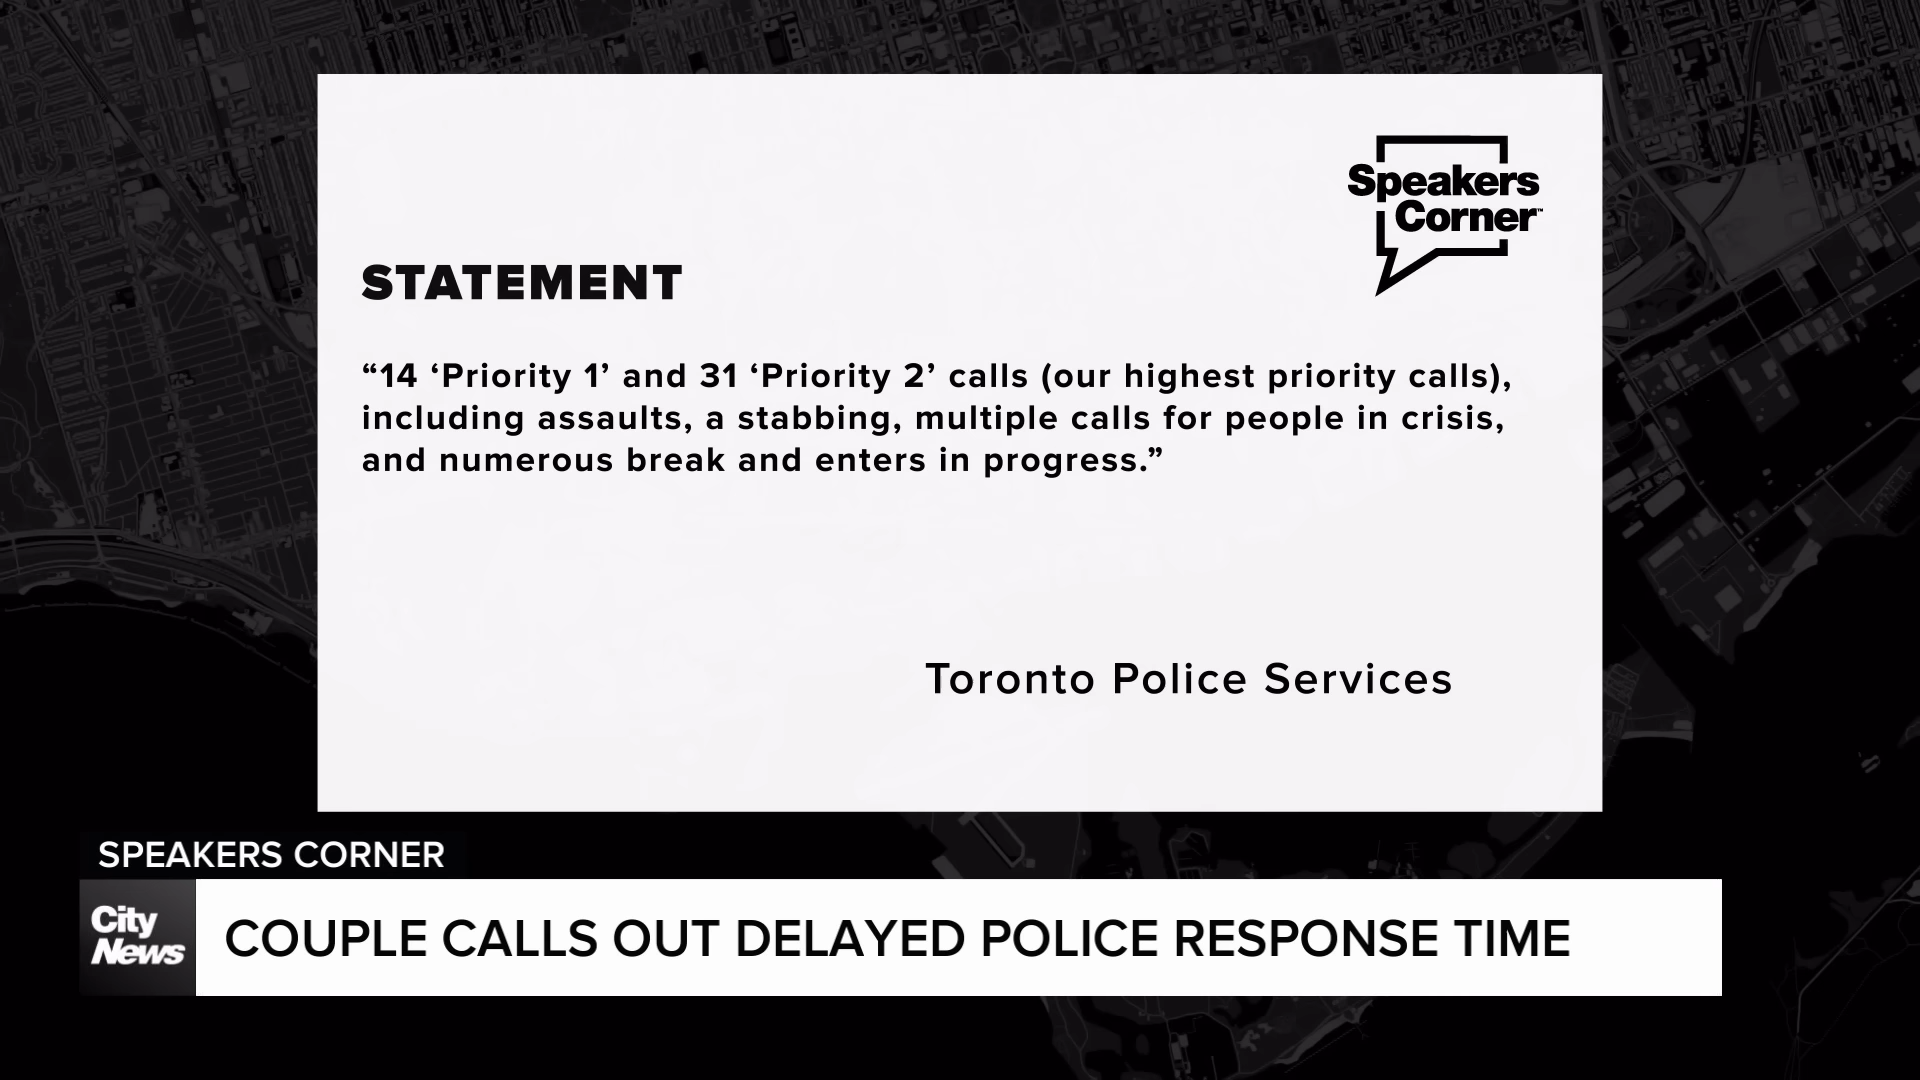 Speakers
Corner™
STATEMENT
“14 ‘Priority 1’ and 31 ‘Priority 2’ calls (our highest priority calls),
including assaults, a stabbing, multiple calls for people in crisis,
and numerous break and enters in progress.”
Toronto Police Services
SPEAKERS CORNER
City
News
COUPLE CALLS OUT DELAYED POLICE RESPONSE TIME